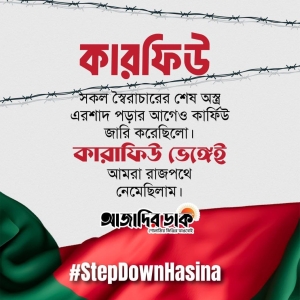 কারফিউ
সকল স্বৈরাচারের শেষ অস্ত্র
এরশাদ পড়ার আগেও কার্ফিউ
জারি করেছিলো।
কারাফিউ ভেঙ্গেই
আমরা রাজপথে
নেমেছিলাম।
আজাদির ডাক
#StepDownHasina